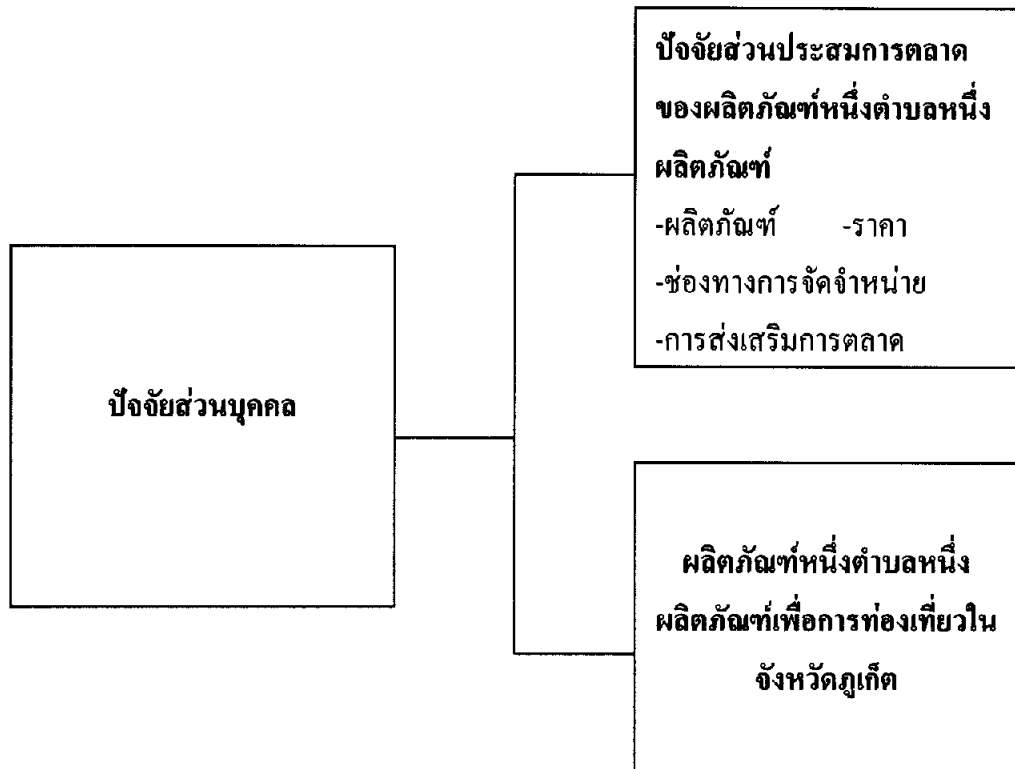 ปัจจัยส่วนประสมการตลาด
ของผลิตภัณฑ์หนึ่งตำบลหนึ่ง
ผลิตภัณฑ์
-ผลิตภัณฑ์ -ราคา
-ช่องทางการจัดจำหน่าย
-การส่งเสริมการตลาด
ปัจจัยส่วนบุคคล
ผลิตภัณฑ์หนึ่งตำบลหนึ่ง
ผลิตภัณฑ์เพื่อการท่องเที่ยวใน
จังหวัดภูเก็ต